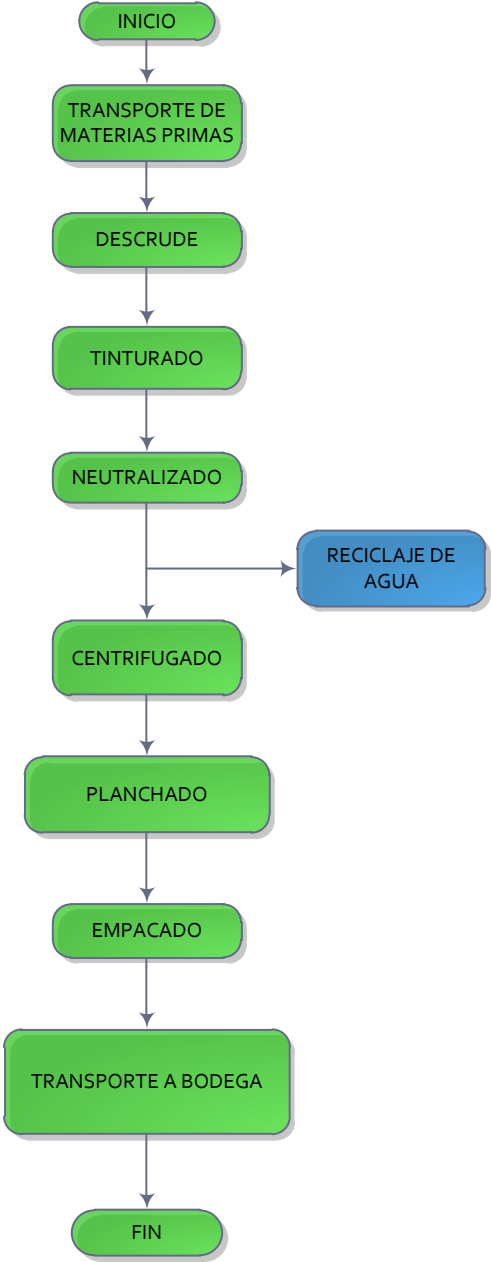 INICIO
TRANSPORTE DE
MATERIAS PRIMAS
DESCRUDE
TINTURADO
NEUTRALIZADO
RECICLAJE DE
AGUA
CENTRIFUGADO
PLANCHADO
EMPACADO
TRANSPORTE A BODEGA
FIN